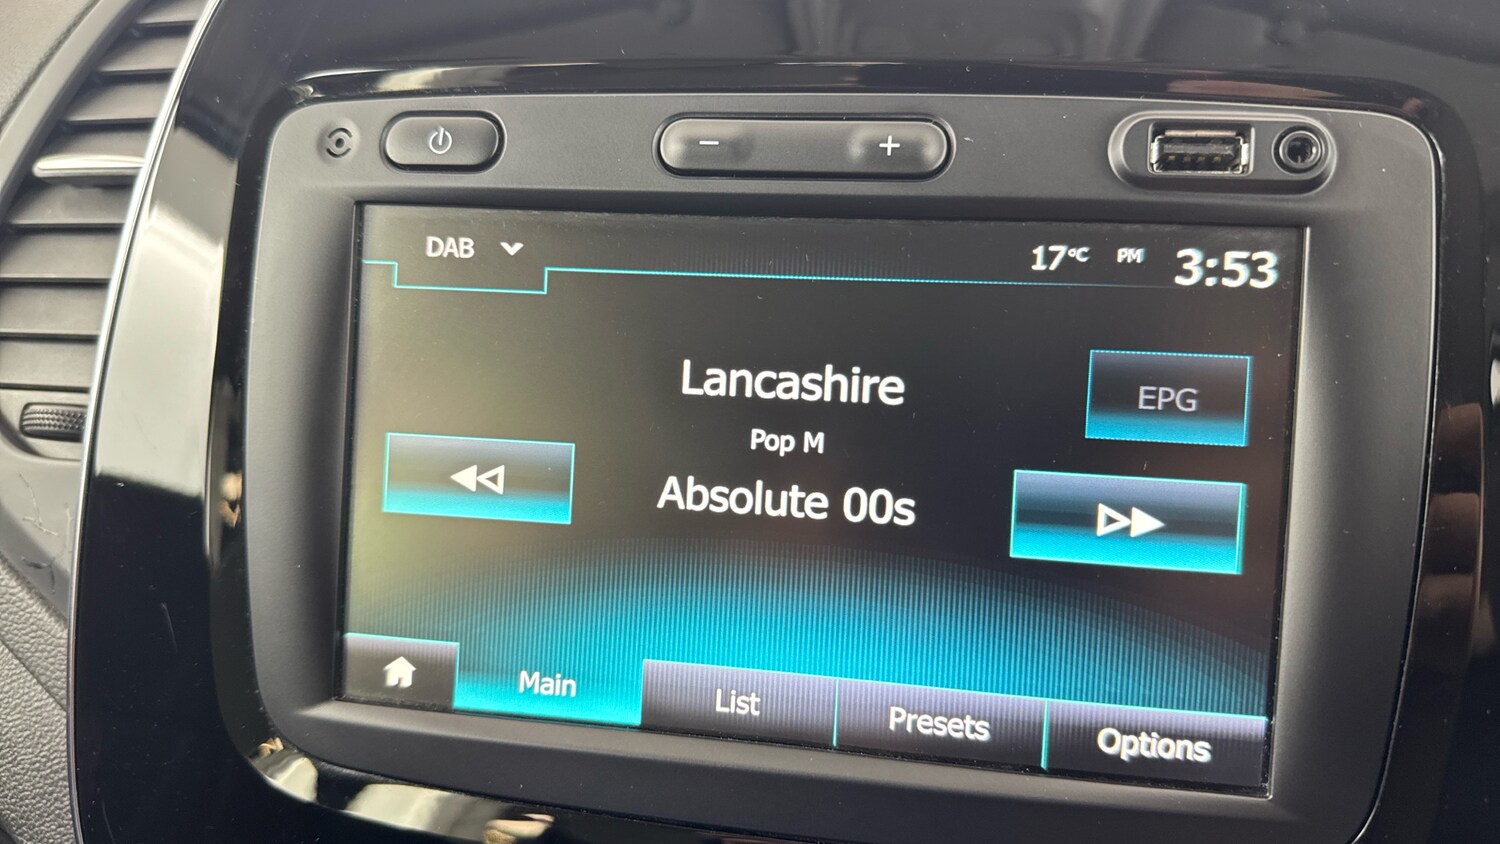 DAB
17°C PM 3:53
Lancashire
EPG
Pop M
Absolute 00s
Main
List
Presets
Options